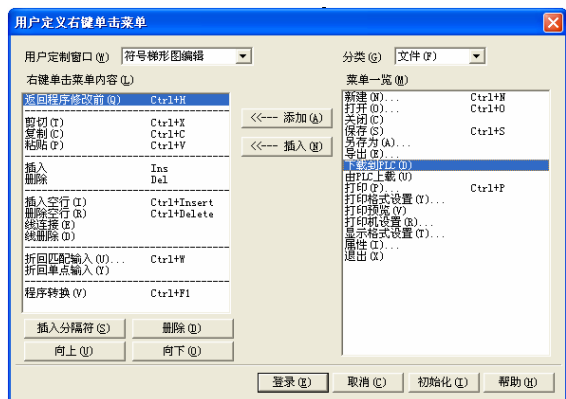 用户定义右键单击菜单
用户定制窗口(W) 符号梯形图编辑
分类(G) 文件(F)
右键单击菜单内容(L)
菜单一览(M)
返回程序修改前(Q) Ctrl+H
剪切(T) Ctrl+X
复制(C) Ctrl+C
粘贴(P) Ctrl+V
插入 Ins
删除 Del
插入空行(I) Ctrl+Insert
删除空行(R) Ctrl+Delete
线连接(E)
线删除(D)
折回匹配输入(U)... Ctrl+W
折回单点输入(Y)
程序转换(V) Ctrl+F1
<<--- 添加(A)
<<--- 插入(N)
新建(N)... Ctrl+N
打开(O)... Ctrl+O
关闭(C)
保存(S) Ctrl+S
另存为(A)...
导出(E)...
下载到PLC(D)
由PLC上载(U)
打印(P)... Ctrl+P
打印格式设置(Y)...
打印预览(V)
打印机设置(R)...
显示格式设置(T)...
属性(I)...
退出(X)
插入分隔符(S) 删除(D)
向上(U) 向下(O)
登录(E) 取消(C) 初始化(I) 帮助(H)